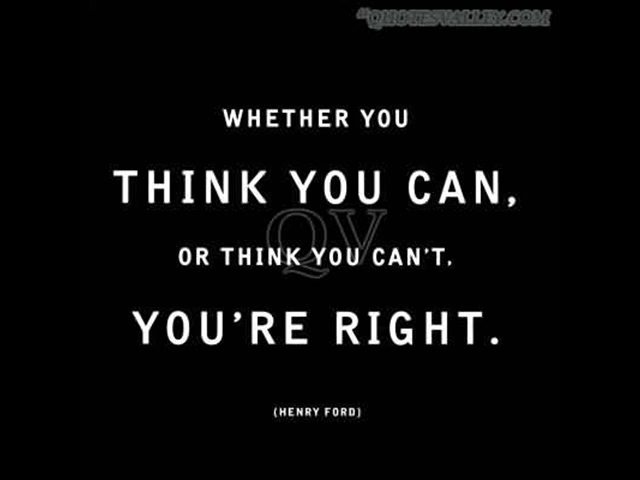 "QUOTESVALLEY.COM
WHETHER YOU
THINK YOU CAN,
QV
OR THINK YOU CAN'T,
YOU'RE RIGHT.
(HENRY FORD)